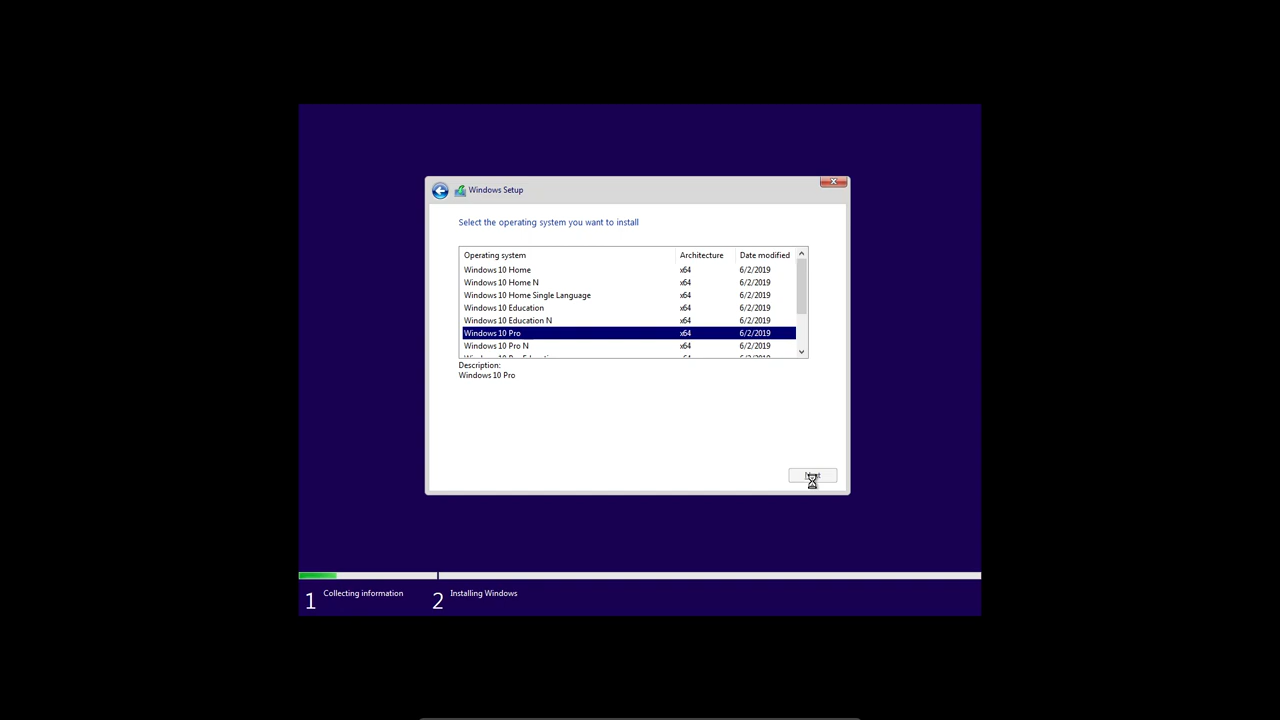 Windows Setup
Select the operating system you want to install
Operating system Architecture Date modified
Windows 10 Home x64 6/2/2019
Windows 10 Home N x64 6/2/2019
Windows 10 Home Single Language x64 6/2/2019
Windows 10 Education x64 6/2/2019
Windows 10 Education N x64 6/2/2019
Windows 10 Pro x64 6/2/2019
Windows 10 Pro N x64 6/2/2019
Description:
Windows 10 Pro
1 Collecting information 2 Installing Windows